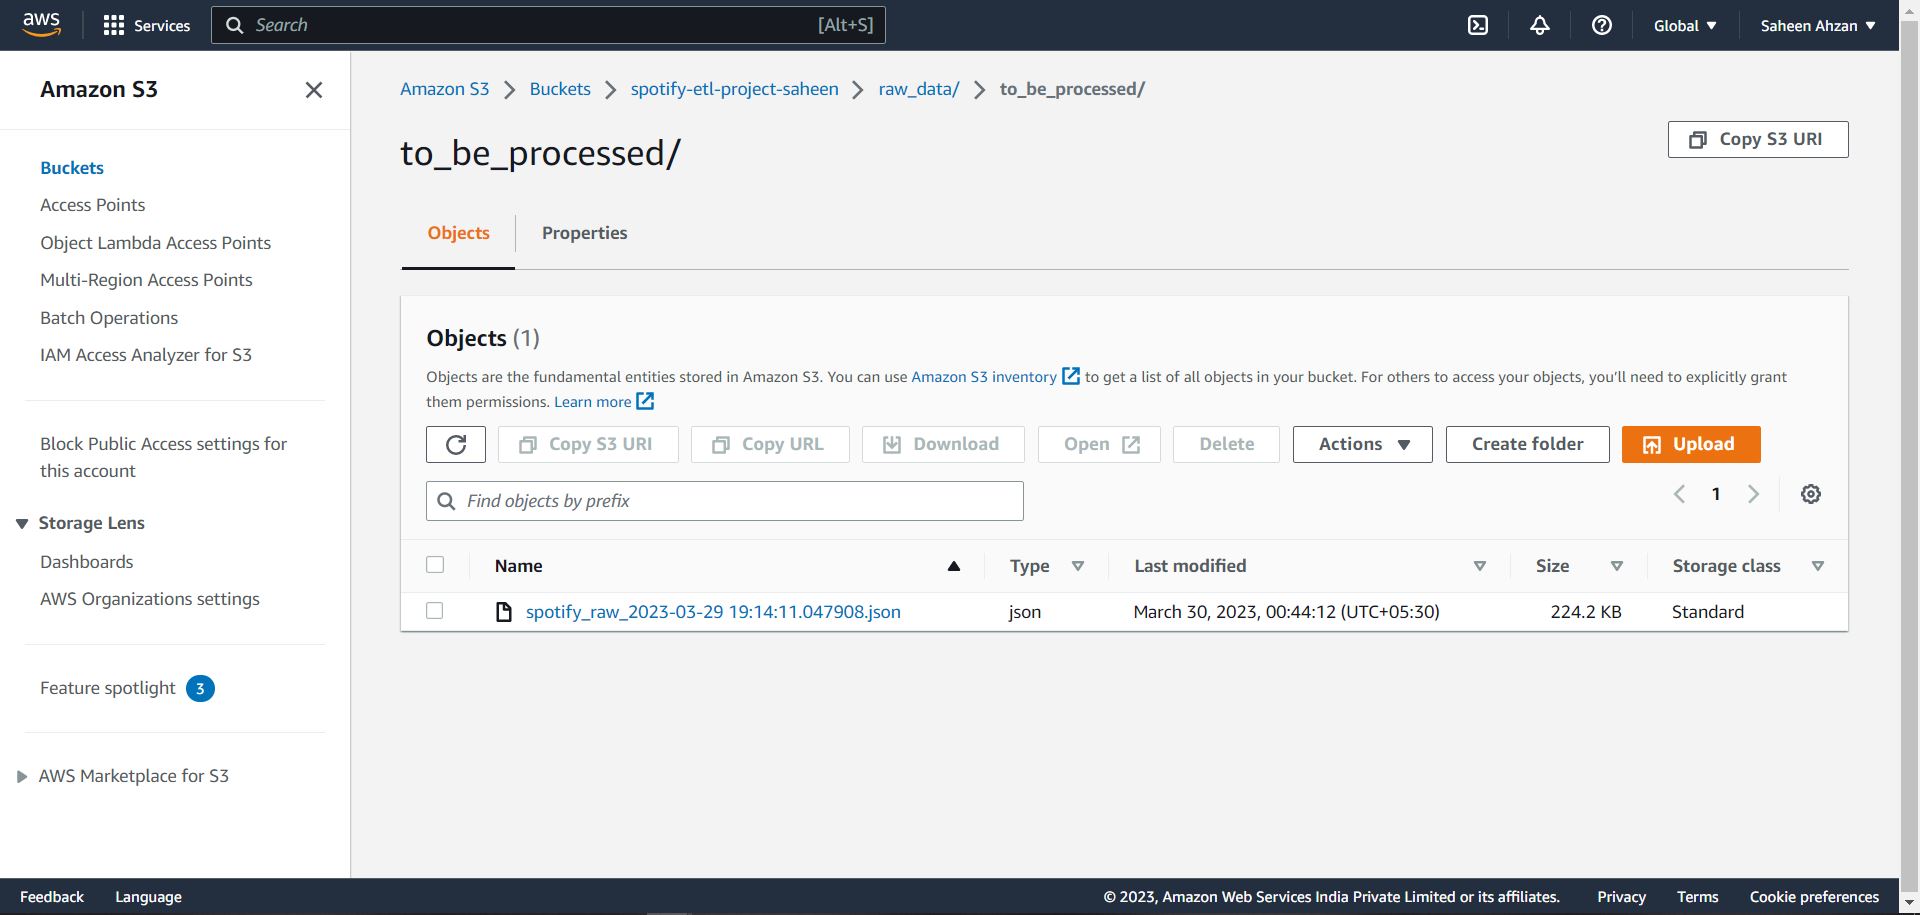 aws
Services
Search
[Alt+S]
Global
Saheen Ahzan
Amazon S3
Buckets
Access Points
Object Lambda Access Points
Multi-Region Access Points
Batch Operations
IAM Access Analyzer for S3
Block Public Access settings for
this account
Storage Lens
Dashboards
AWS Organizations settings
Feature spotlight 3
AWS Marketplace for S3
Amazon S3 > Buckets > spotify-etl-project-saheen > raw_data/ > to_be_processed/
to_be_processed/
Copy S3 URI
Objects
Properties
Objects (1)
Objects are the fundamental entities stored in Amazon S3. You can use Amazon S3 inventory to get a list of all objects in your bucket. For others to access your objects, you'll need to explicitly grant
them permissions. Learn more
Copy S3 URI
Copy URL
Download
Open
Delete
Actions
Create folder
Upload
Find objects by prefix
1
Name Type Last modified Size Storage class
spotify_raw_2023-03-29 19:14:11.047908.json json March 30, 2023, 00:44:12 (UTC+05:30) 224.2 KB Standard
Feedback Language © 2023, Amazon Web Services India Private Limited or its affiliates. Privacy Terms Cookie preferences